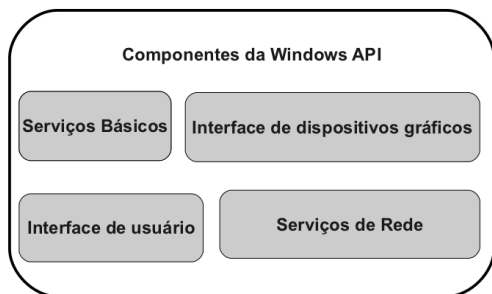 Componentes da Windows API
Serviços Básicos
Interface de dispositivos gráficos
Interface de usuário
Serviços de Rede